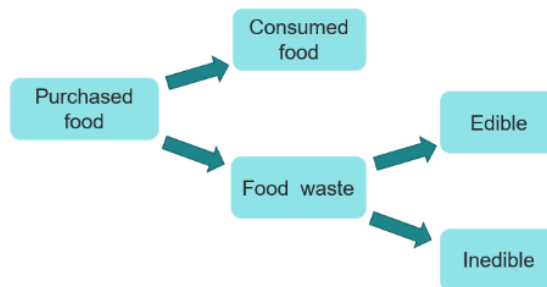 Consumed
food
Purchased
food
Edible
Food waste
Inedible